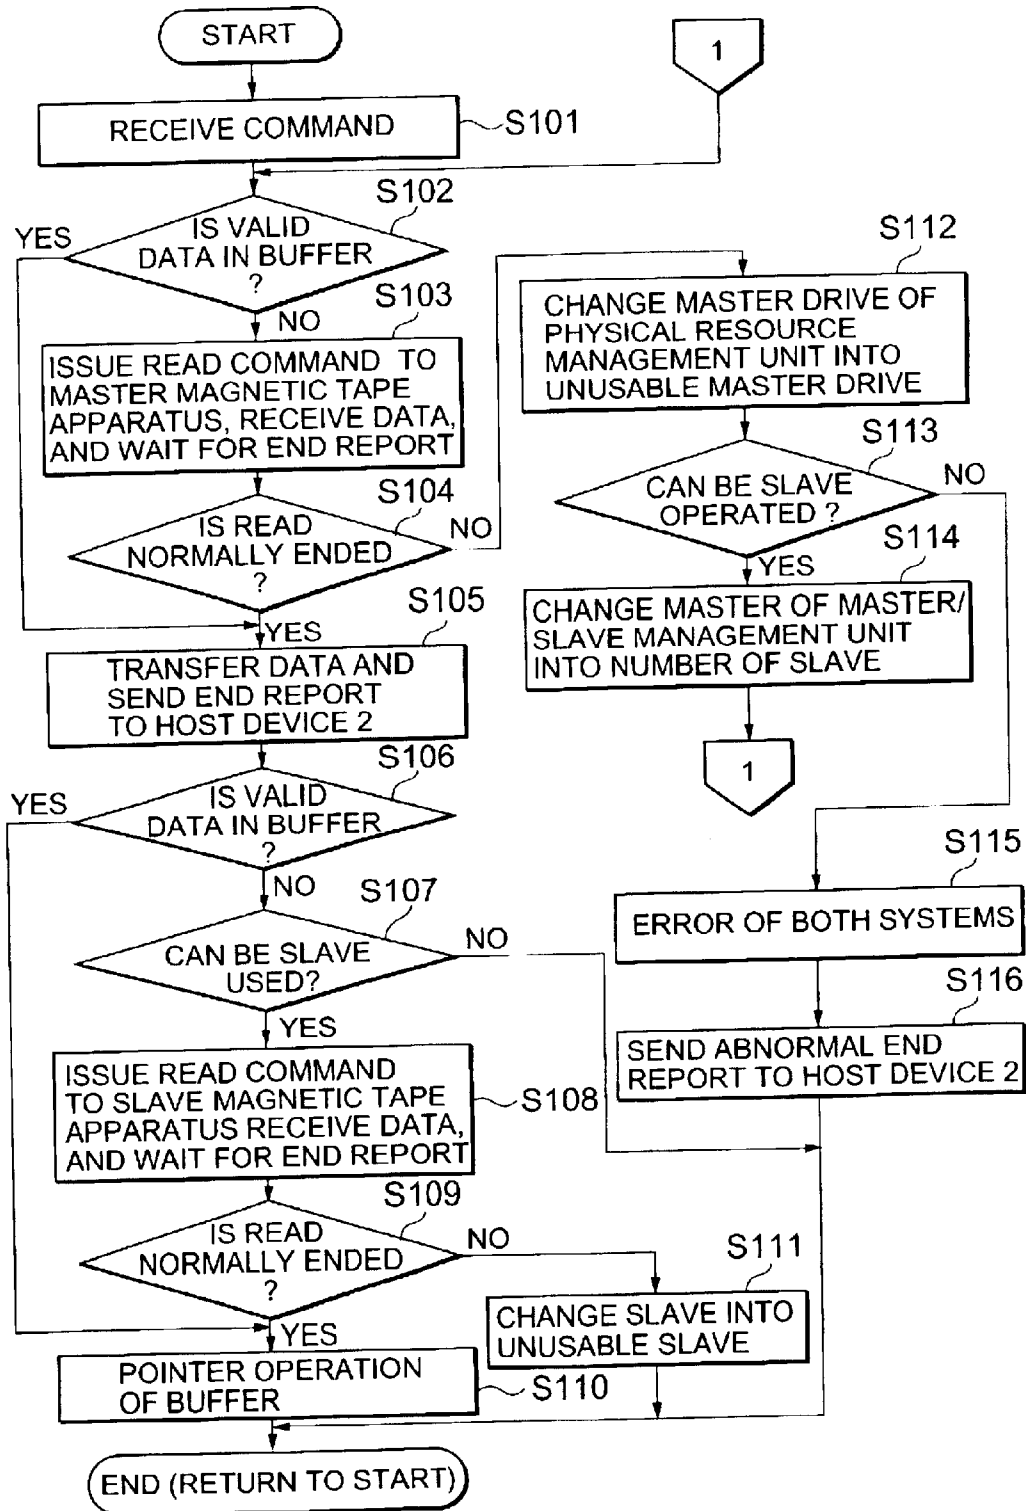 START
1
RECEIVE COMMAND
S101
S102
YES
IS VALID
DATA IN BUFFER
?
S103
NO
ISSUE READ COMMAND TO
MASTER MAGNETIC TAPE
APPARATUS, RECEIVE DATA,
AND WAIT FOR END REPORT
S104
IS READ
NORMALLY ENDED
?
NO
S105
YES
TRANSFER DATA AND
SEND END REPORT
TO HOST DEVICE 2
S106
YES
IS VALID
DATA IN BUFFER
?
NO
S107
CAN BE SLAVE
USED?
NO
YES
ISSUE READ COMMAND
TO SLAVE MAGNETIC TAPE
APPARATUS RECEIVE DATA,
AND WAIT FOR END REPORT
S108
S109
IS READ
NORMALLY ENDED
?
NO
S111
CHANGE SLAVE INTO
UNUSABLE SLAVE
YES
POINTER OPERATION
OF BUFFER
S110
END (RETURN TO START)
S112
CHANGE MASTER DRIVE OF
PHYSICAL RESOURCE
MANAGEMENT UNIT INTO
UNUSABLE MASTER DRIVE
S113
CAN BE SLAVE
OPERATED ?
NO
S114
YES
CHANGE MASTER OF MASTER/
SLAVE MANAGEMENT UNIT
INTO NUMBER OF SLAVE
1
S115
ERROR OF BOTH SYSTEMS
S116
SEND ABNORMAL END
REPORT TO HOST DEVICE 2